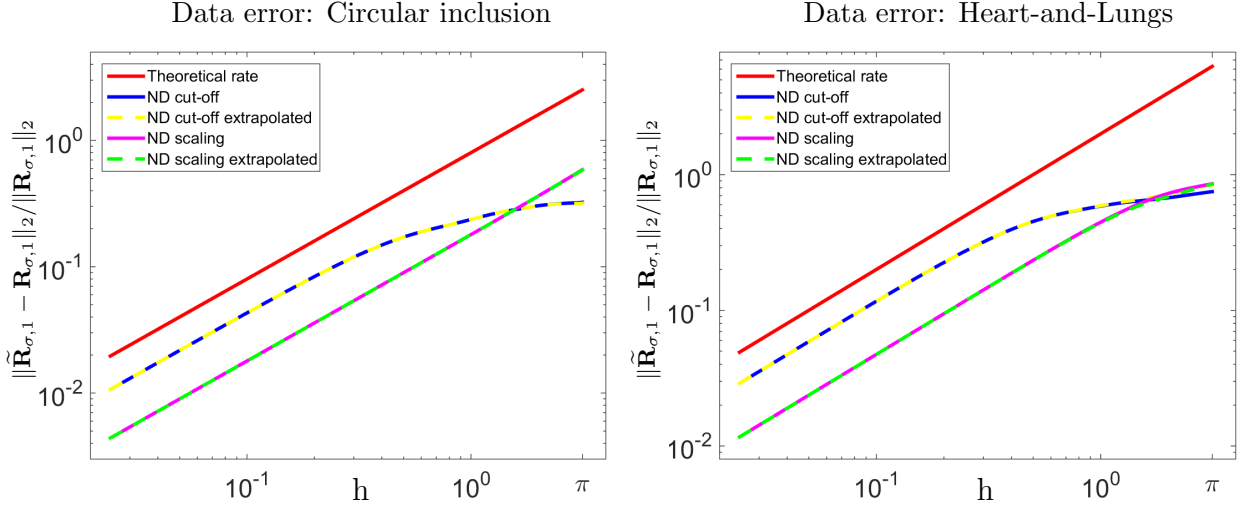 Data error: Circular inclusion
‖R̃σ,1 − Rσ,1‖2/‖Rσ,1‖2
Theoretical rate
ND cut-off
ND cut-off extrapolated
ND scaling
ND scaling extrapolated
10^0
10^-1
10^-2
10^-1
h
10^0
π
Data error: Heart-and-Lungs
‖R̃σ,1 − Rσ,1‖2/‖Rσ,1‖2
Theoretical rate
ND cut-off
ND cut-off extrapolated
ND scaling
ND scaling extrapolated
10^0
10^-1
10^-2
10^-1
h
10^0
π